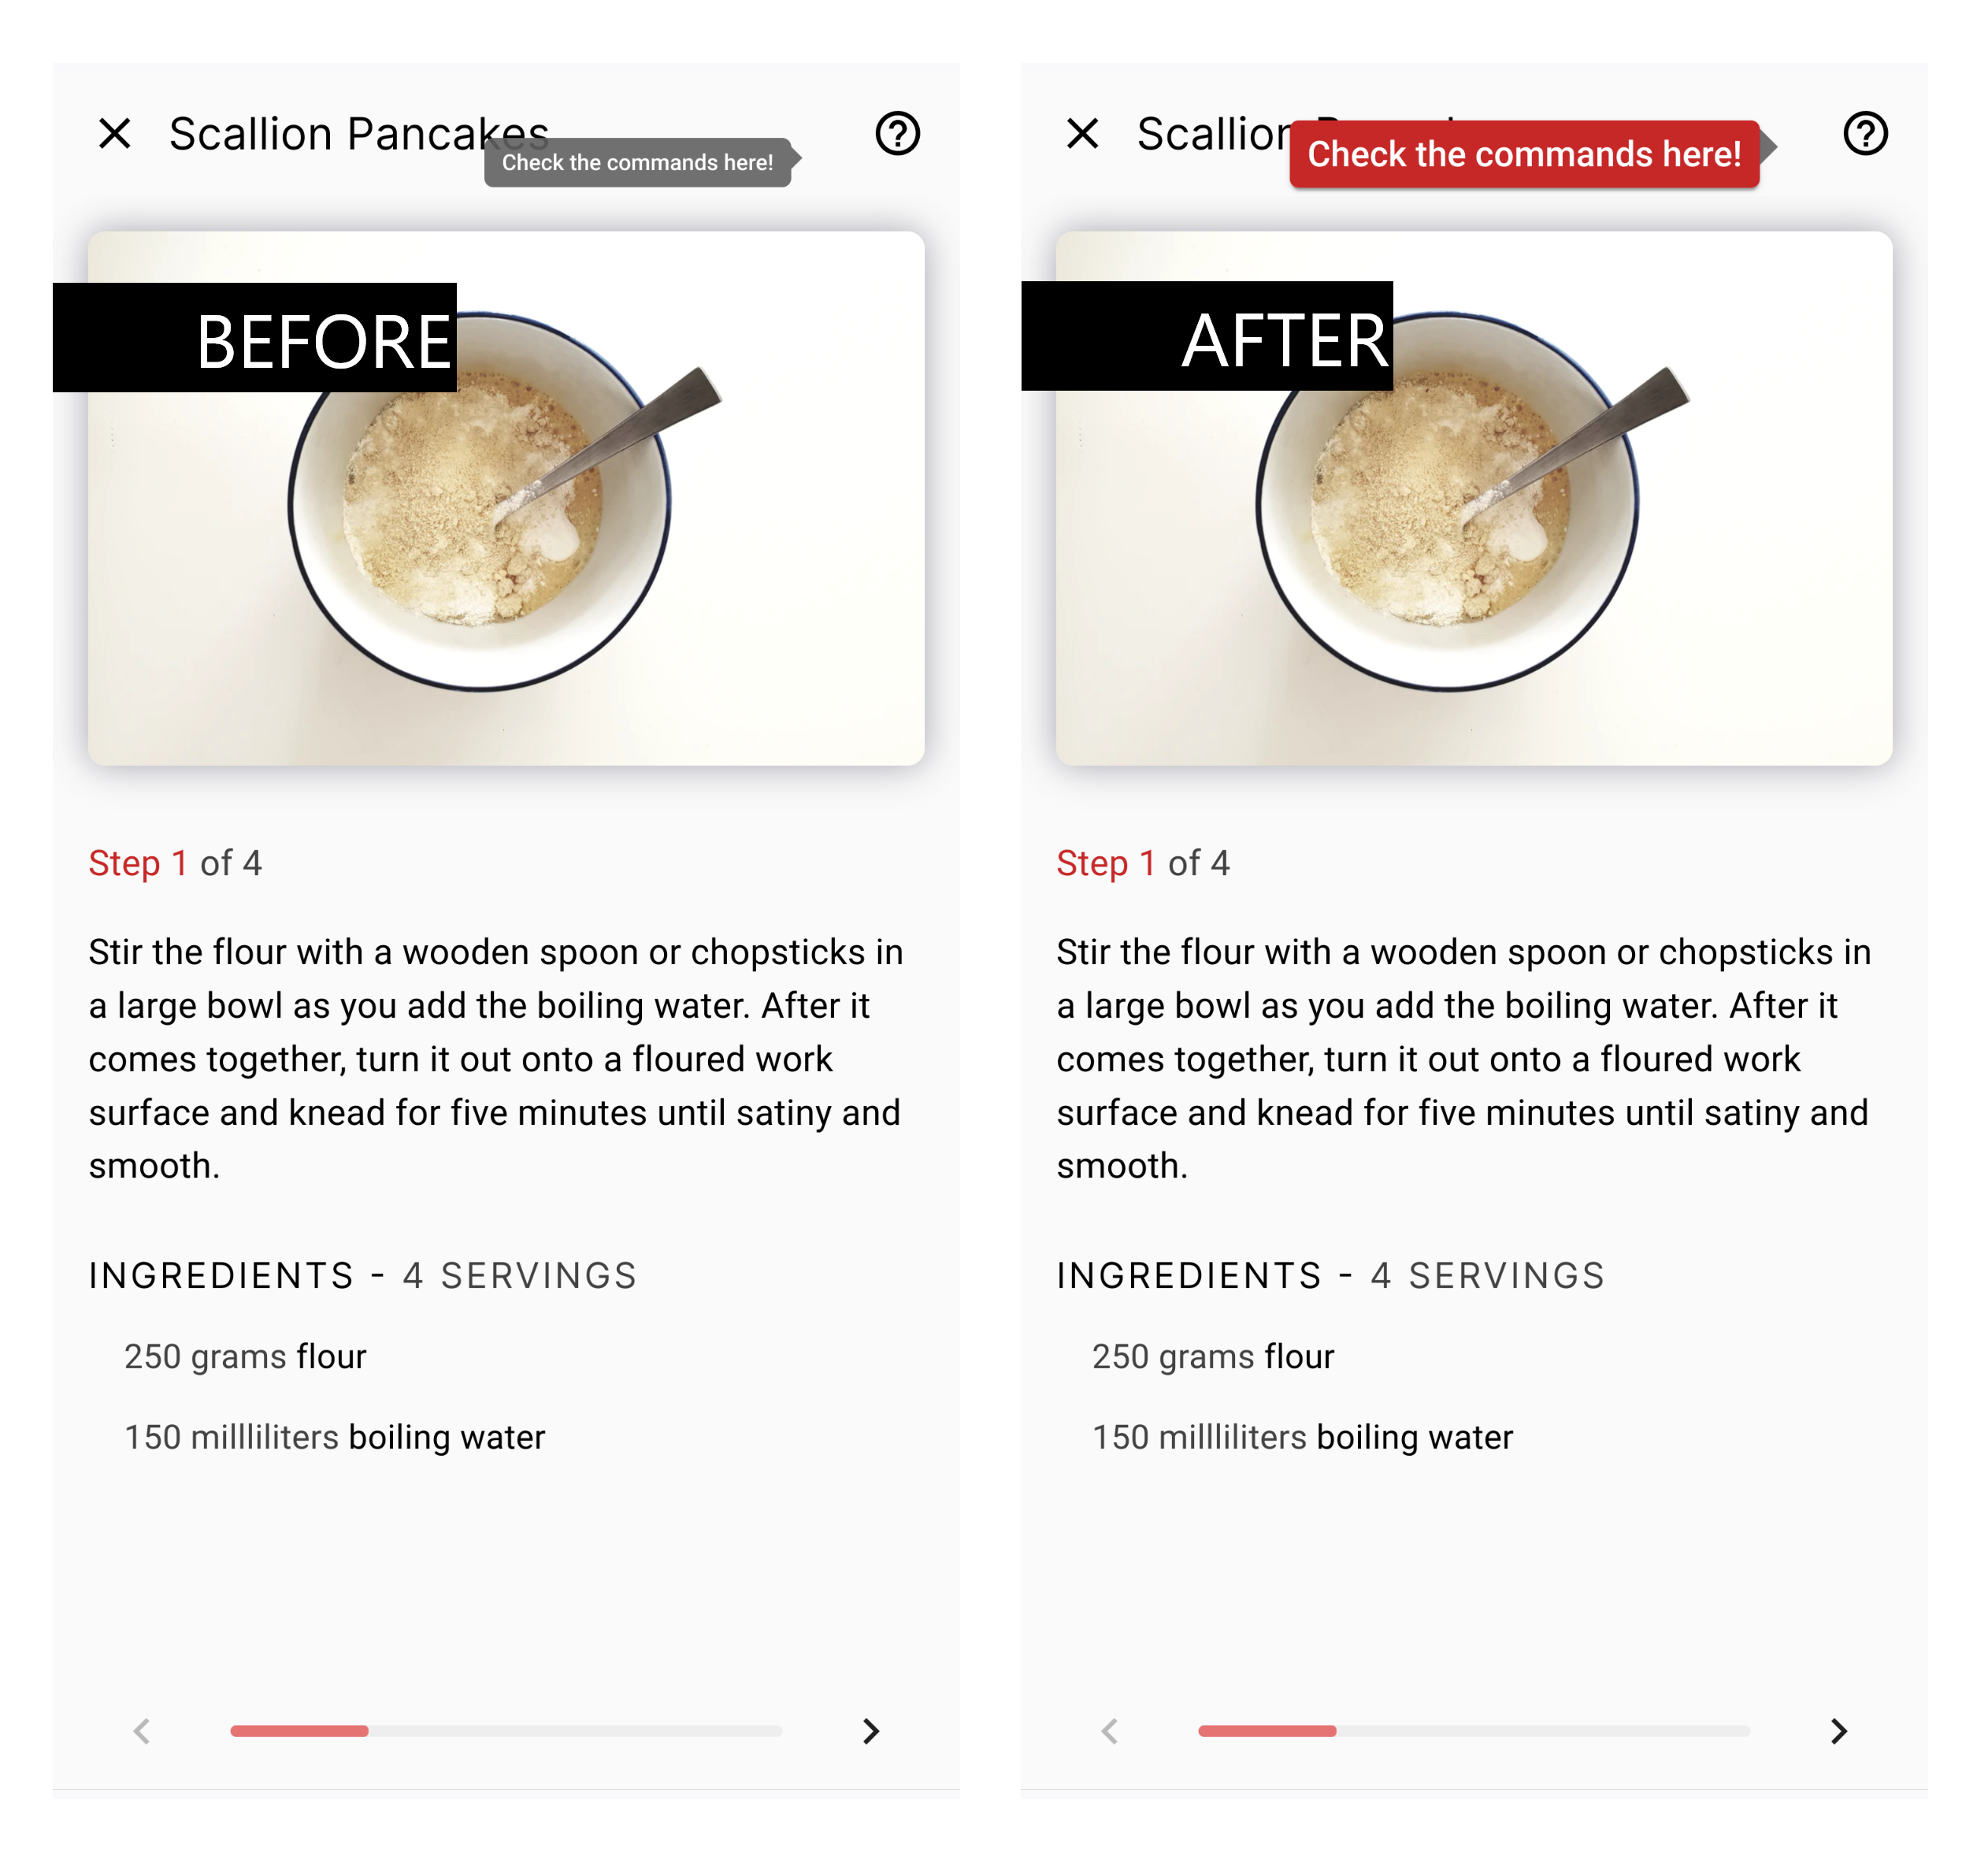 Scallion Pancakes
Check the commands here!
BEFORE
Step 1 of 4
Stir the flour with a wooden spoon or chopsticks in
a large bowl as you add the boiling water. After it
comes together, turn it out onto a floured work
surface and knead for five minutes until satiny and
smooth.
INGREDIENTS - 4 SERVINGS
250 grams flour
150 millliliters boiling water
Scallion
Check the commands here!
AFTER
Step 1 of 4
Stir the flour with a wooden spoon or chopsticks in
a large bowl as you add the boiling water. After it
comes together, turn it out onto a floured work
surface and knead for five minutes until satiny and
smooth.
INGREDIENTS - 4 SERVINGS
250 grams flour
150 millliliters boiling water